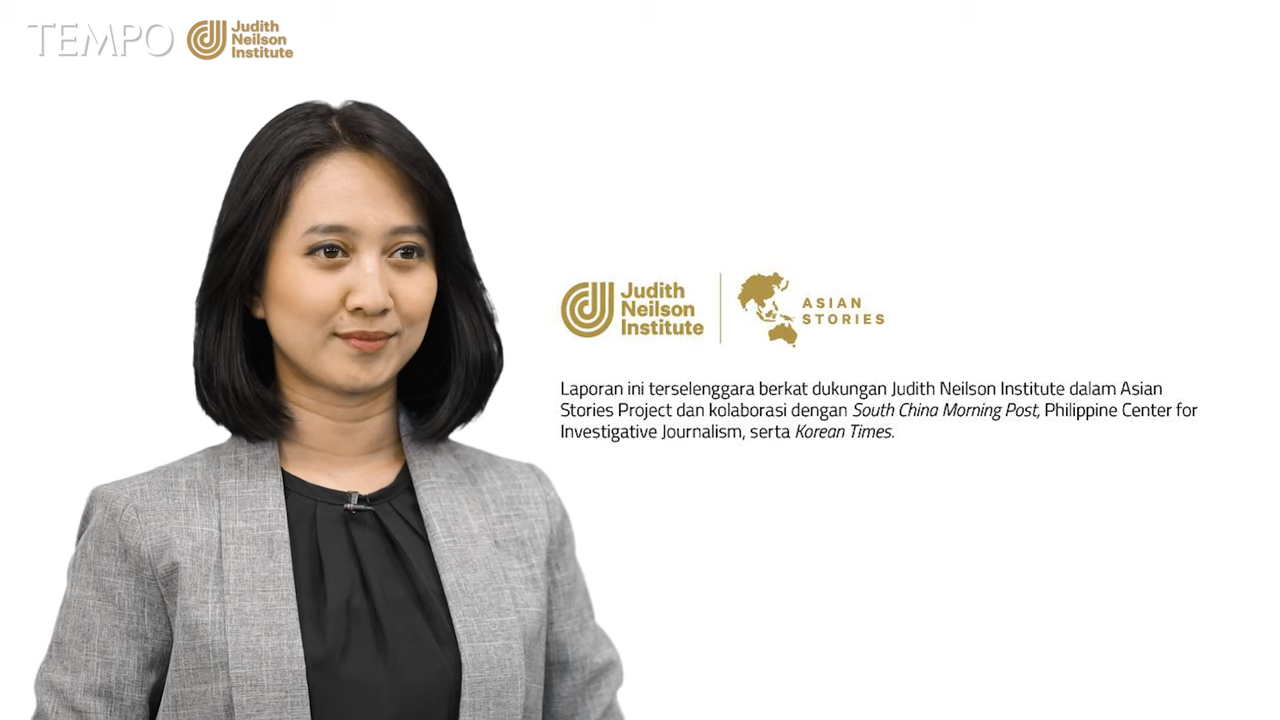 TEMPO
Judith
Neilson
Institute
Judith
Neilson
Institute
ASIAN
STORIES
Laporan ini terselenggara berkat dukungan Judith Neilson Institute dalam Asian
Stories Project dan kolaborasi dengan South China Morning Post, Philippine Center for
Investigative Journalism, serta Korean Times.